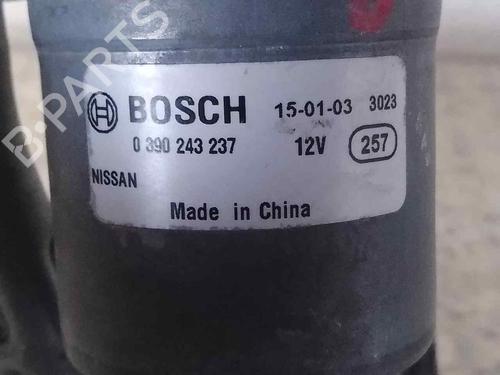 BOSCH 15-01-03 3023
0 390 243 237 12V 257
NISSAN
Made in China
B-PARTS